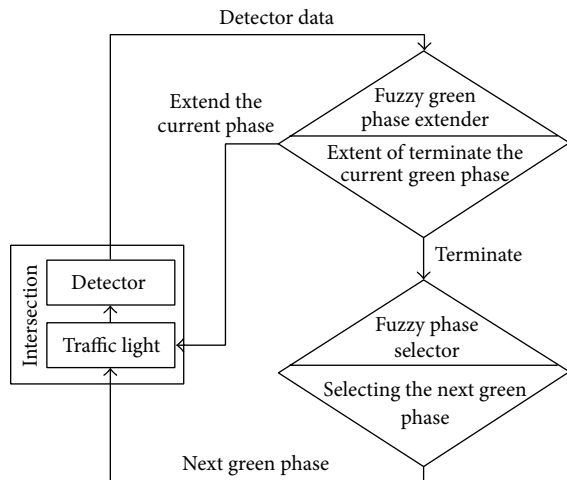 Detector data
Extend the
current phase
Fuzzy green
phase extender
Extent of terminate the
current green phase
Terminate
Intersection
Detector
Traffic light
Fuzzy phase
selector
Selecting the next green
phase
Next green phase